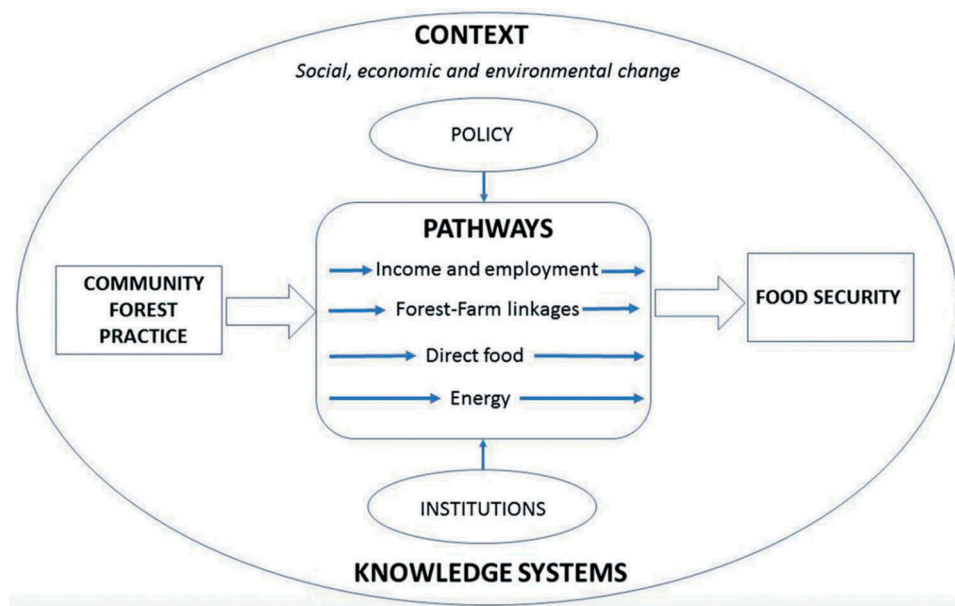 CONTEXT
Social, economic and environmental change
POLICY
PATHWAYS
Income and employment
Forest-Farm linkages
Direct food
Energy
COMMUNITY
FOREST
PRACTICE
FOOD SECURITY
INSTITUTIONS
KNOWLEDGE SYSTEMS